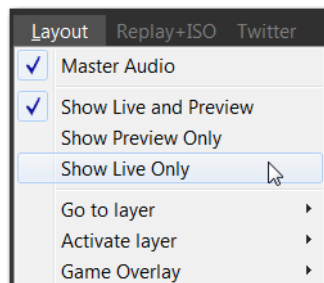 Layout Replay+ISO Twitter
Master Audio
Show Live and Preview
Show Preview Only
Show Live Only
Go to layer
Activate layer
Game Overlay